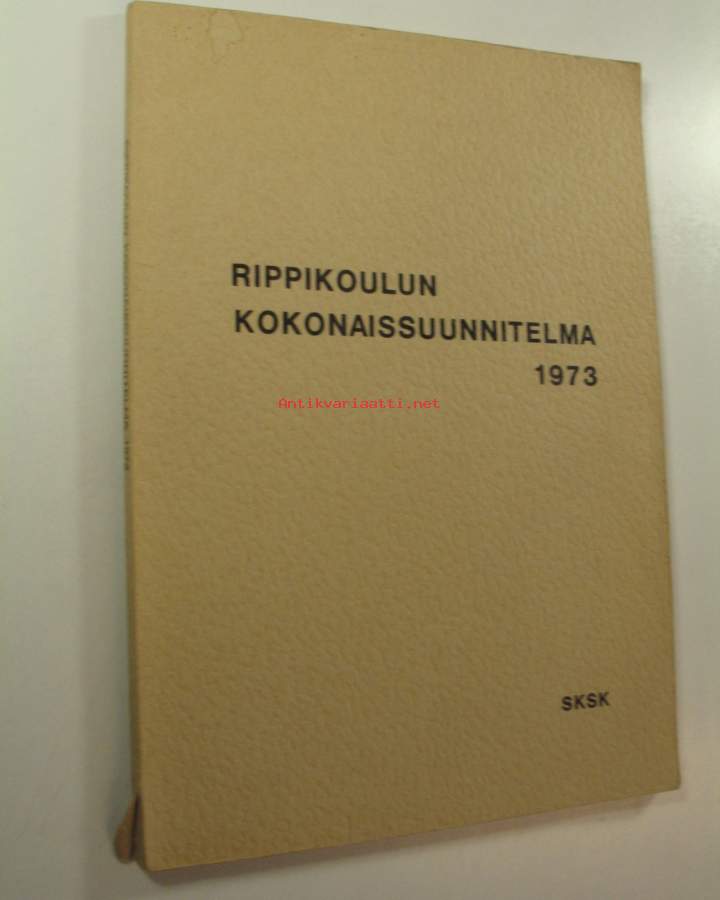 RIPPIKOULUN
KOKONAISSUUNNITELMA
1973
Antikvariaatti.net
SKSK